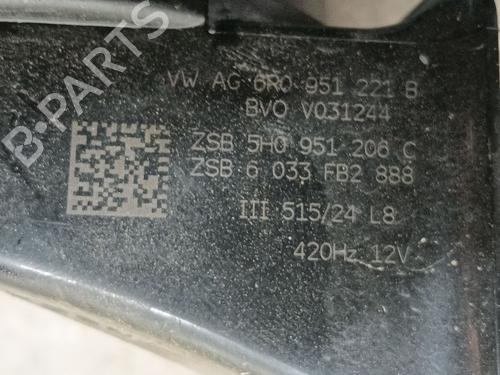 VW AG 6R0 951 221 B
BVO V031244
ZSB 5H0 951 206 C
ZSB 6 033 FB2 888
III 515/24 L8
420Hz 12V
B-PARTS